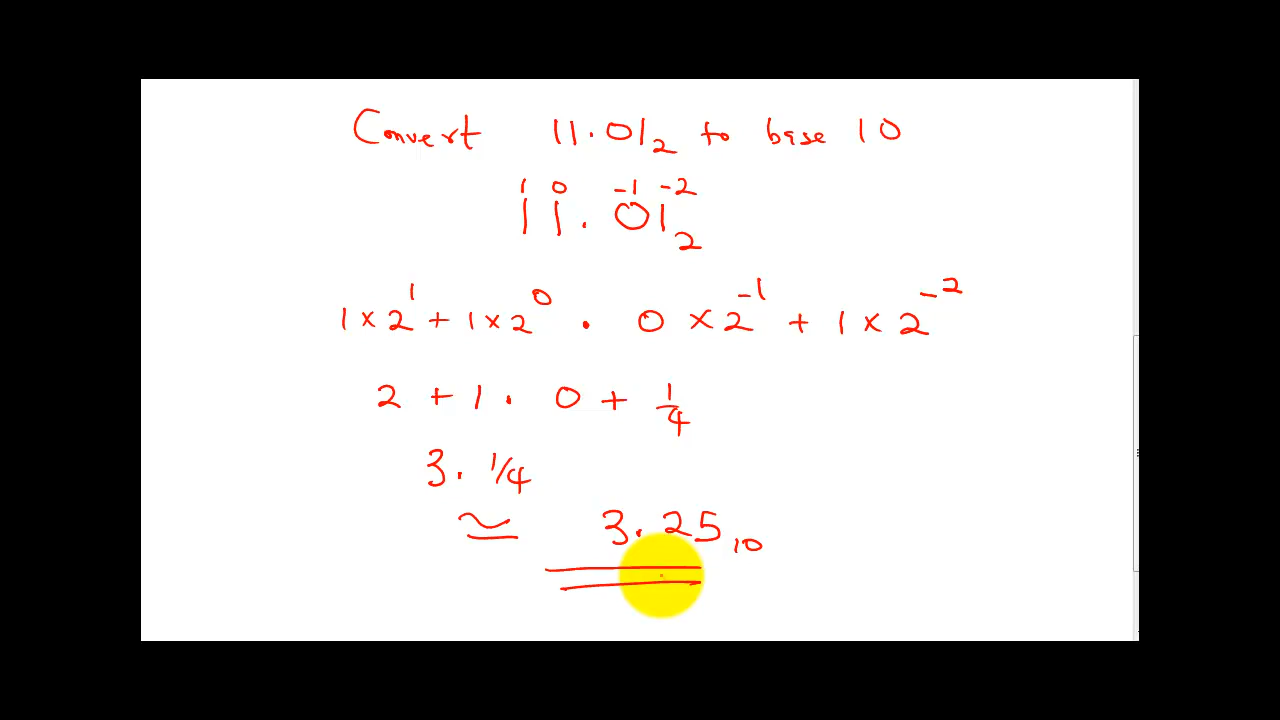 Convert 11.01₂ to base 10
1 0 -1 -2
11.01₂
1 × 2¹ + 1 × 2⁰ . 0 × 2⁻¹ + 1 × 2⁻²
2 + 1 . 0 + 1/4
3 . 1/4
≃ 3.25₁₀